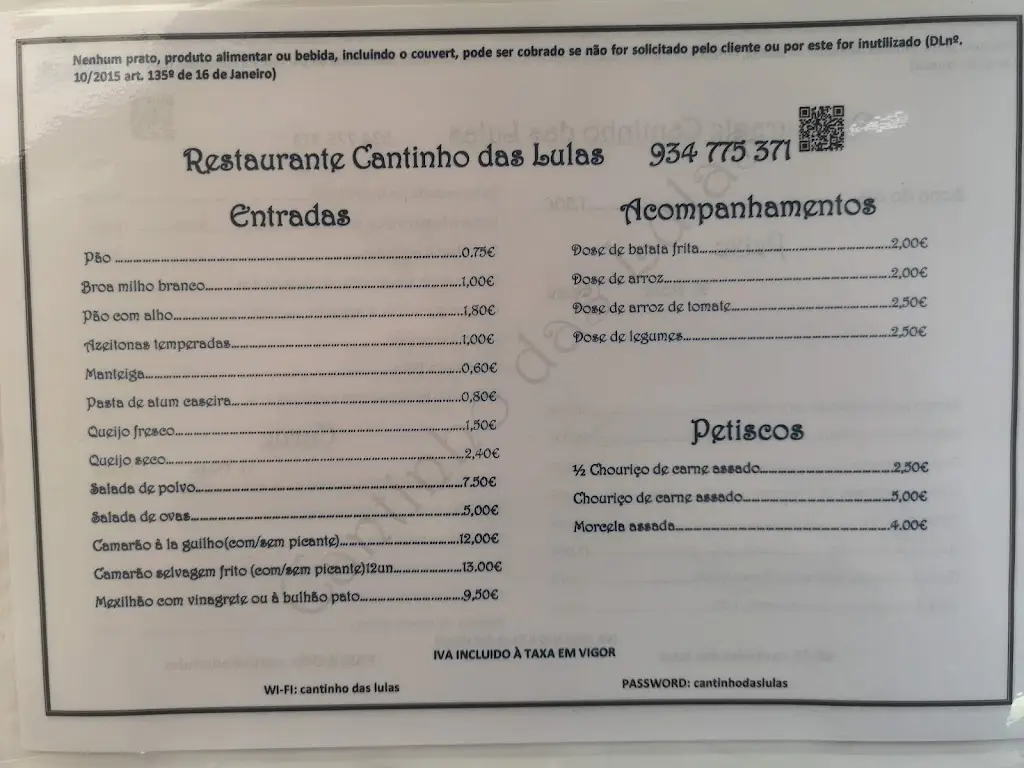 Nenhum prato, produto alimentar ou bebida, incluindo o couvert, pode ser cobrado se não for solicitado pelo cliente ou por este for inutilizado (DLnº.
10/2015 art. 135º de 16 de Janeiro)
Restaurante Cantinho das Lulas 934 775 371
Entradas
Pão ........0.75€
Broa milho branco........1,00€
Pão com alho........1,80€
Azeitonas temperadas........1,00€
Manteiga........0,60€
Pasta de atum caseira........0,80€
Queijo fresco........1,50€
Queijo seco........2,40€
Salada de polvo........7.50€
Salada de ovas........5,00€
Camarão à la guilho(com/sem picante)........12,00€
Camarão selvagem frito (com/sem picante)12un........13.00€
Mexilhão com vinagrete ou à bulhão pato........9,50€
Acompanhamentos
Dose de batata frita........2,00€
Dose de arroz........2,00€
Dose de arroz de tomate........2,50€
Dose de legumes........2,50€
Petiscos
½ Chouriço de carne assado........2,50€
Chouriço de carne assado........5,00€
Morcela assada........4.00€
Cantinho das Lulas
IVA INCLUIDO À TAXA EM VIGOR
WI-FI: cantinho das lulas
PASSWORD: cantinhodaslulas